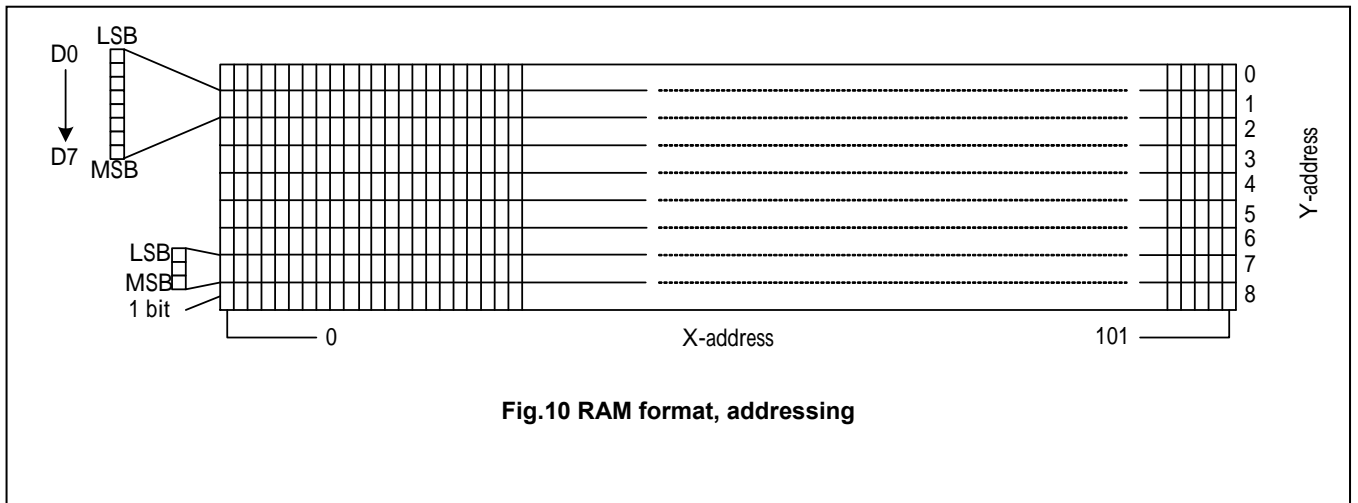 LSB
D0
D7
MSB
0
1
2
3
4
5
6
7
8
Y-address
LSB
MSB
1 bit
0 X-address 101
Fig.10 RAM format, addressing